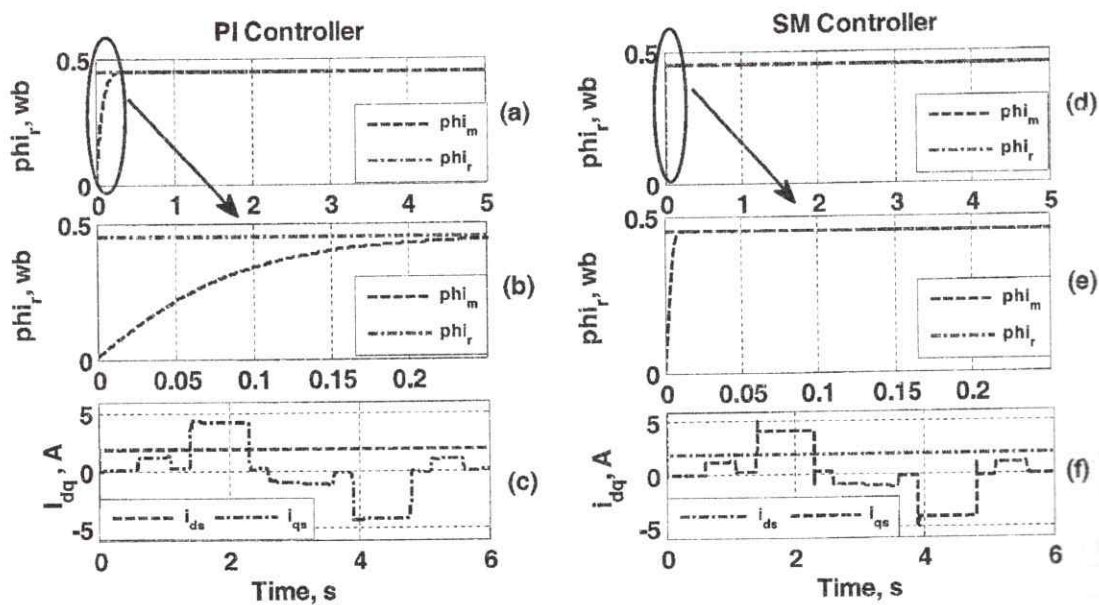 PI Controller
0.5
0
phi_r, wb
phi_m
phi_r
(a)
0 1 2 3 4 5
0.5
0
phi_r, wb
phi_m
phi_r
(b)
0 0.05 0.1 0.15 0.2
5
0
-5
I_dq, A
i_ds i_qs
(c)
0 2 4 6
Time, s
SM Controller
0.5
0
phi_r, wb
phi_m
phi_r
(d)
0 1 2 3 4 5
0.5
0
phi_r, wb
phi_m
phi_r
(e)
0 0.05 0.1 0.15 0.2
5
0
-5
i_dq, A
i_ds i_qs
(f)
0 2 4 6
Time, s